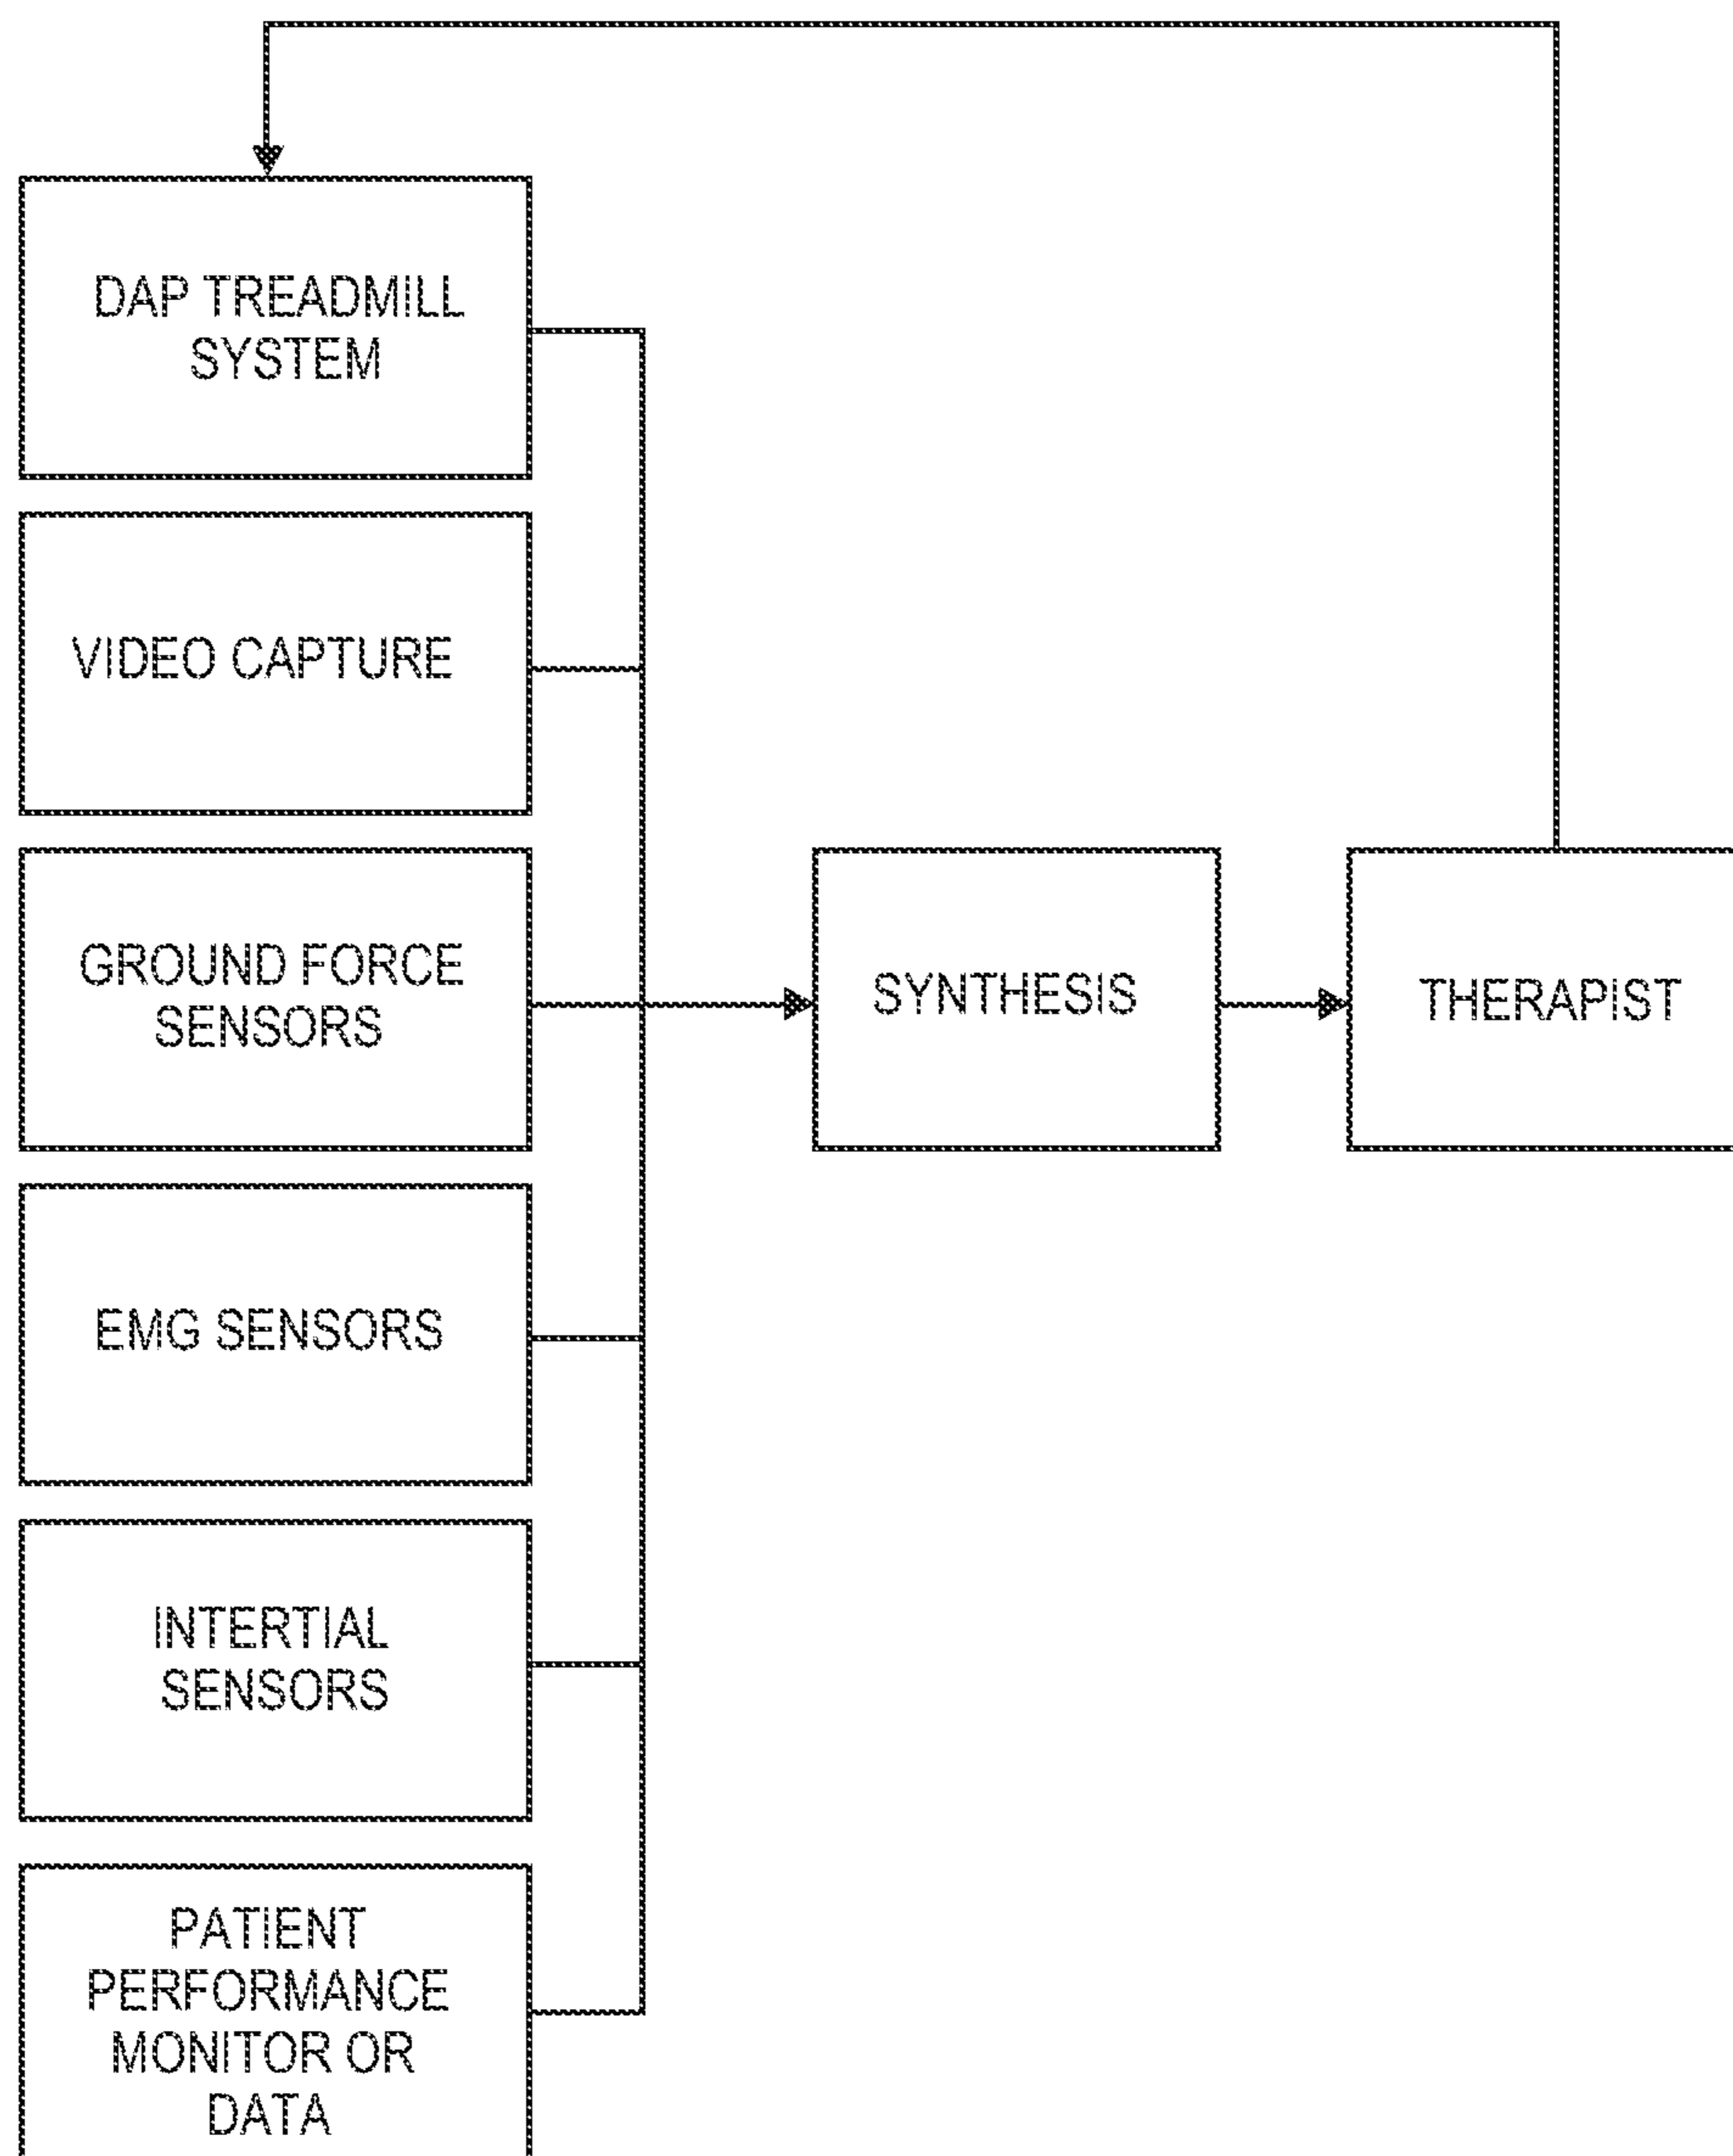 DAP TREADMILL
SYSTEM
VIDEO CAPTURE
GROUND FORCE
SENSORS
SYNTHESIS
THERAPIST
EMG SENSORS
INTERTIAL
SENSORS
PATIENT
PERFORMANCE
MONITOR OR
DATA